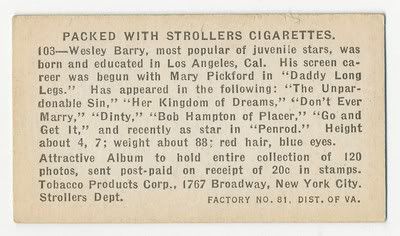 PACKED WITH STROLLERS CIGARETTES.
103—Wesley Barry, most popular of juvenile stars, was
born and educated in Los Angeles, Cal. His screen ca-
reer was begun with Mary Pickford in "Daddy Long
Legs." Has appeared in the following: "The Unpar-
donable Sin," "Her Kingdom of Dreams," "Don't Ever
Marry," "Dinty," "Bob Hampton of Placer," "Go and
Get It," and recently as star in "Penrod." Height
about 4, 7; weight about 88; red hair, blue eyes.
Attractive Album to hold entire collection of 120
photos, sent post-paid on receipt of 20c in stamps.
Tobacco Products Corp., 1767 Broadway, New York City.
Strollers Dept. FACTORY NO. 81, DIST. OF VA.